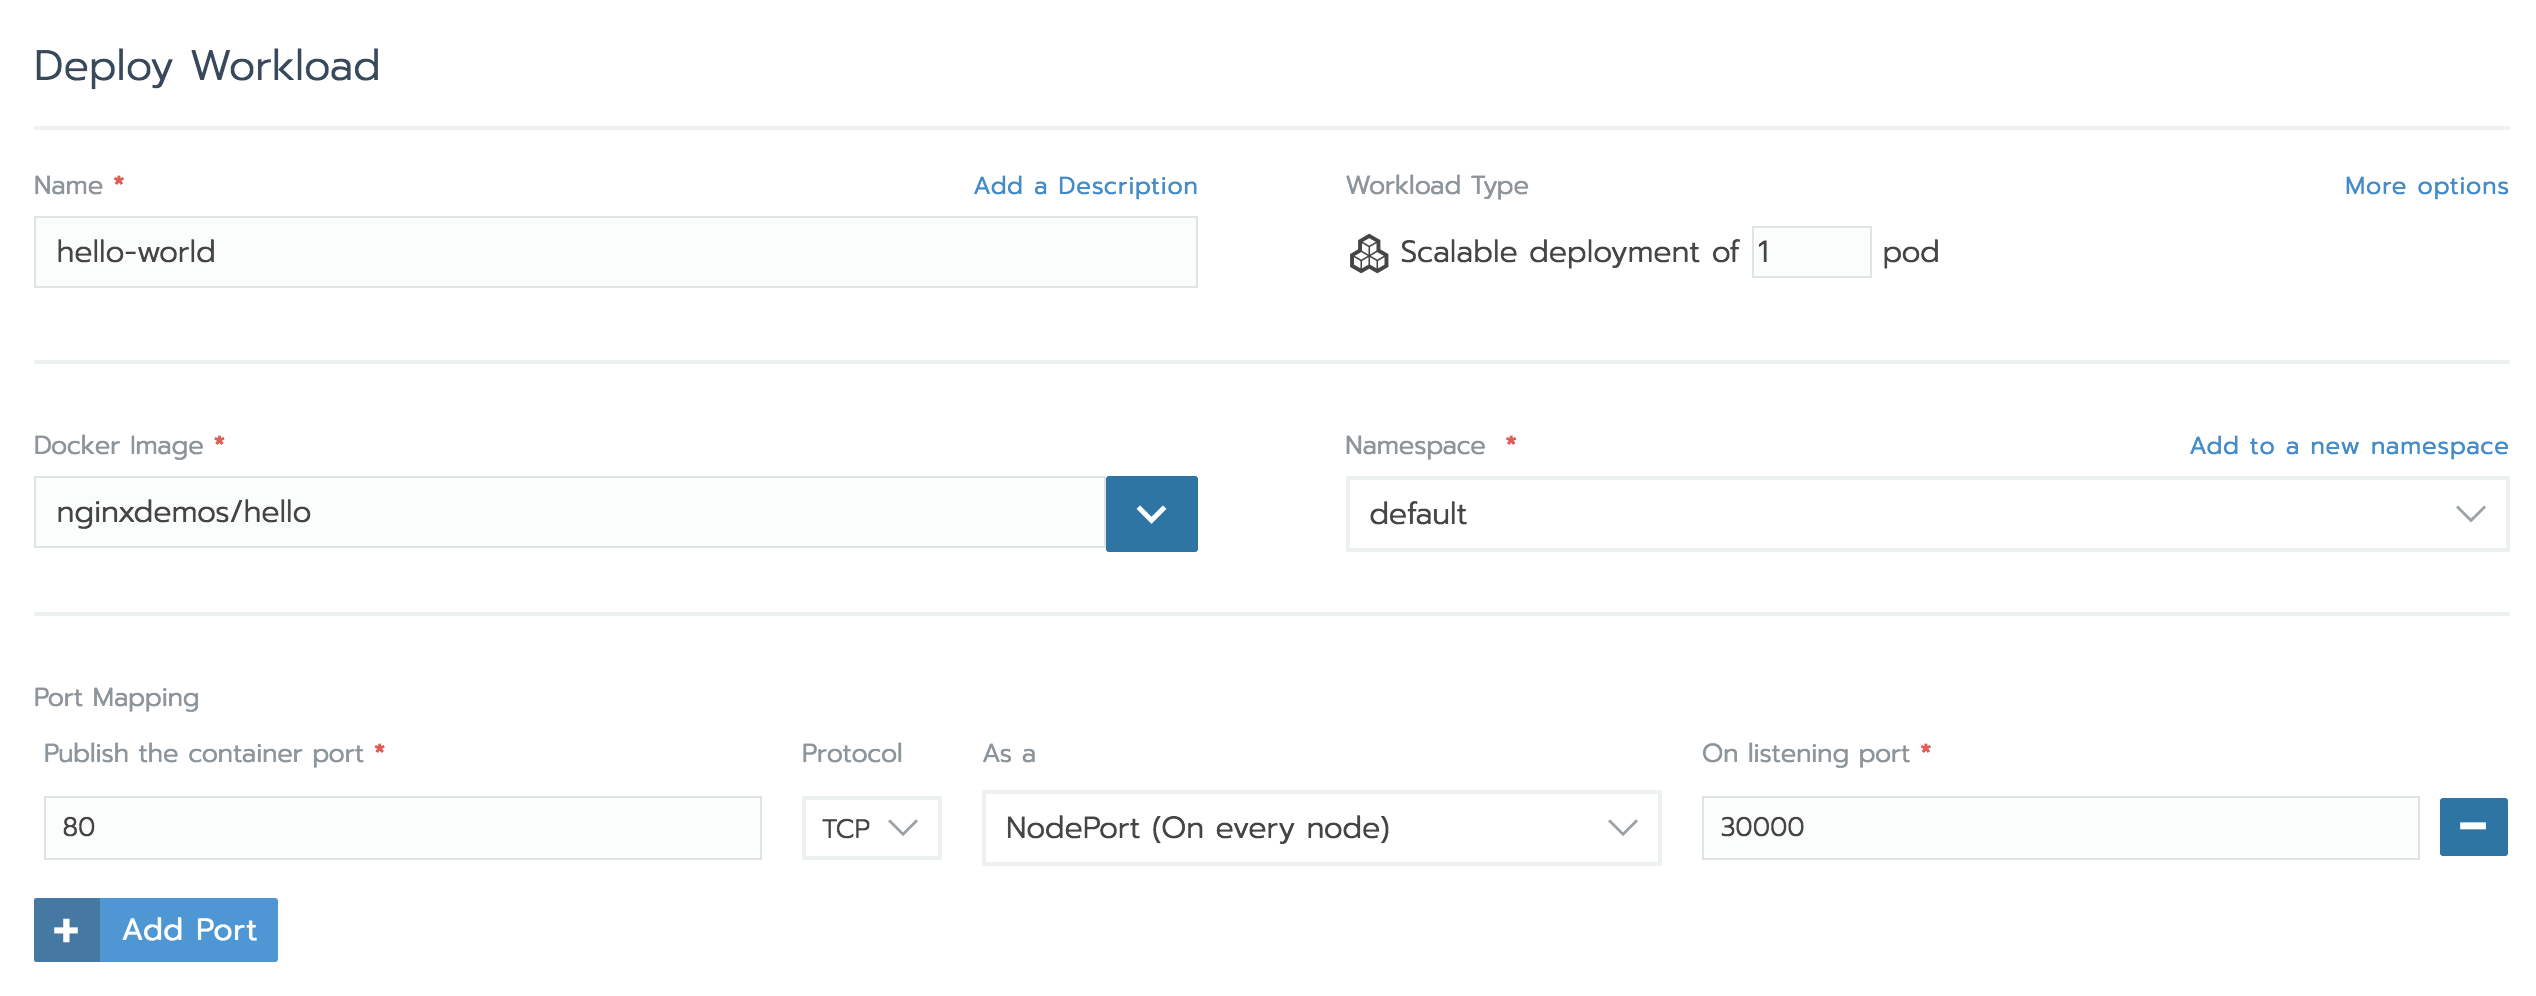 Deploy Workload
Name * Add a Description
hello-world
Workload Type More options
Scalable deployment of 1 pod
Docker Image *
nginxdemos/hello
Namespace * Add to a new namespace
default
Port Mapping
Publish the container port * Protocol As a On listening port *
80 TCP NodePort (On every node) 30000
+ Add Port